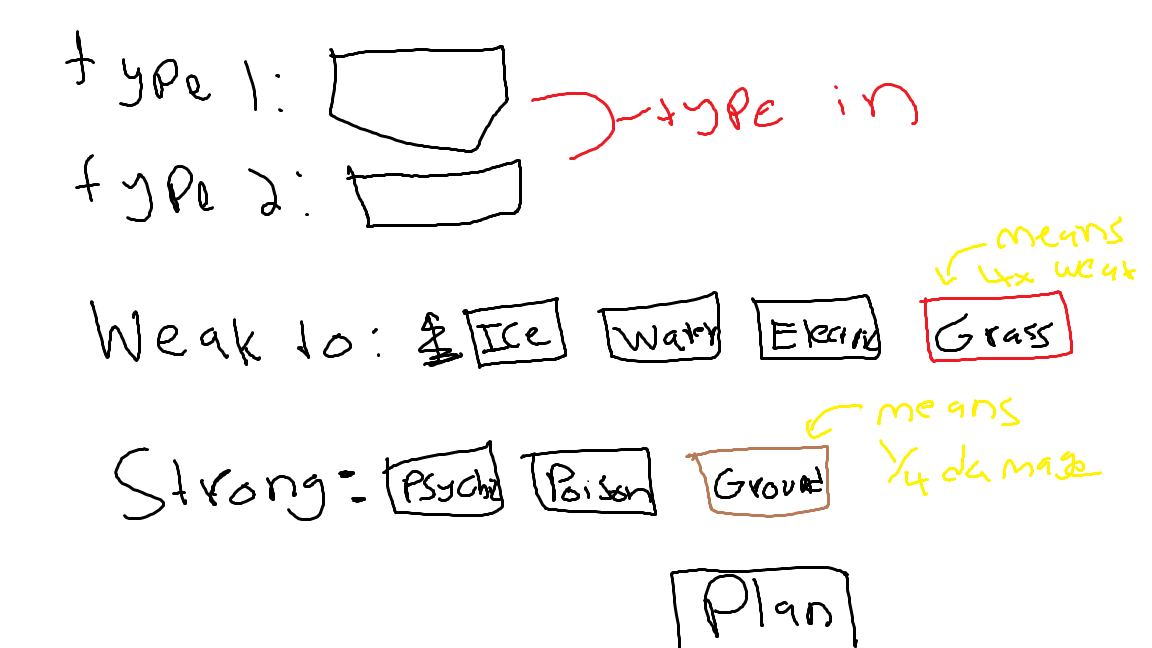 type 1:
type in
type 2:
means
4x weak
Weak to: Ice Water Electric Grass
means
1/4 damage
Strong: Psychic Poison Ground
Plan